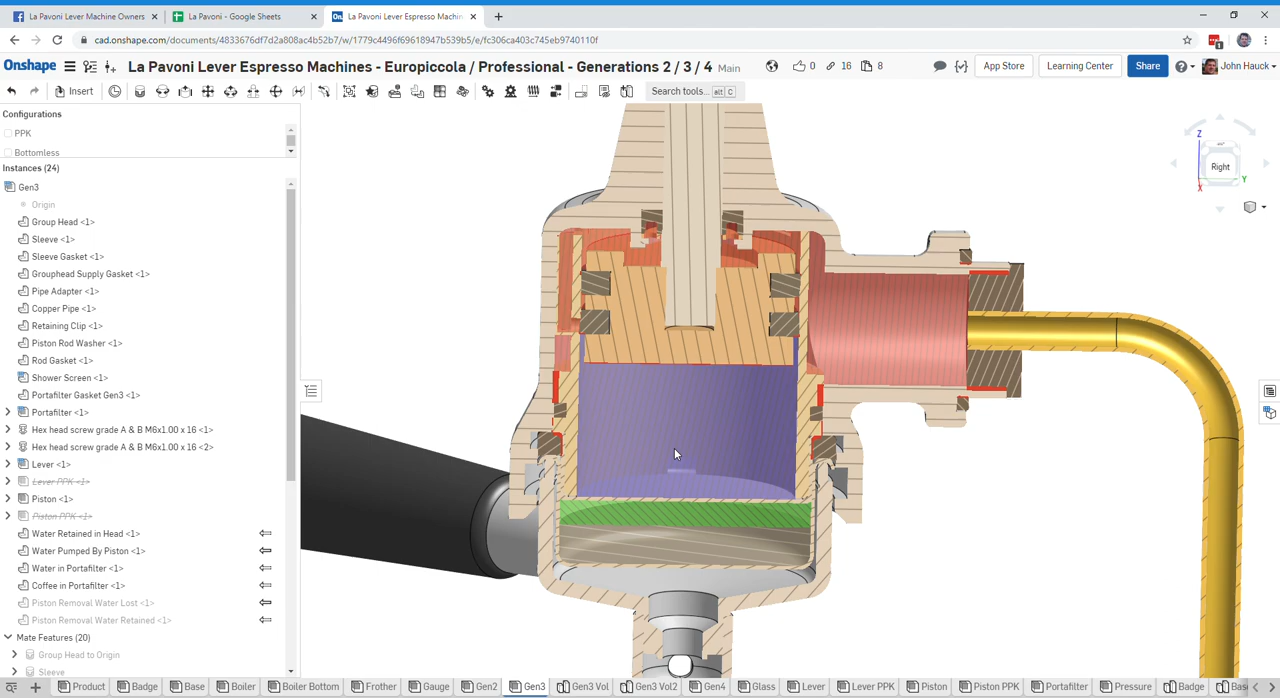 La Pavoni Lever Machine Owners
La Pavoni - Google Sheets
La Pavoni Lever Espresso Machin
cad.onshape.com/documents/4833676df7d2a808ac4b52b7/w/1779c4496f69618947b539b5/e/fc306ca403c745eb9740110f
1
Onshape
La Pavoni Lever Espresso Machines - Europiccola / Professional - Generations 2 / 3 / 4 Main
0
16
8
App Store
Learning Center
Share
John Hauck
Insert
Search tools... alt C
Configurations
PPK
Bottomless
Instances (24)
Gen3
Origin
Group Head <1>
Sleeve <1>
Sleeve Gasket <1>
Grouphead Supply Gasket <1>
Pipe Adapter <1>
Copper Pipe <1>
Retaining Clip <1>
Piston Rod Washer <1>
Rod Gasket <1>
Shower Screen <1>
Portafilter Gasket Gen3 <1>
Portafilter <1>
Hex head screw grade A & B M6x1.00 x 16 <1>
Hex head screw grade A & B M6x1.00 x 16 <2>
Lever <1>
Lever PPK <1>
Piston <1>
Piston PPK <1>
Water Retained in Head <1>
Water Pumped By Piston <1>
Water in Portafilter <1>
Coffee in Portafilter <1>
Piston Removal Water Lost <1>
Piston Removal Water Retained <1>
Mate Features (20)
Group Head to Origin
Sleeve
Z
Right
Y
X
Product
Badge
Base
Boiler
Boiler Bottom
Frother
Gauge
Gen2
Gen3
Gen3 Vol
Gen3 Vol2
Gen4
Glass
Lever
Lever PPK
Piston
Piston PPK
Portafilter
Pressure
Badge
Bas